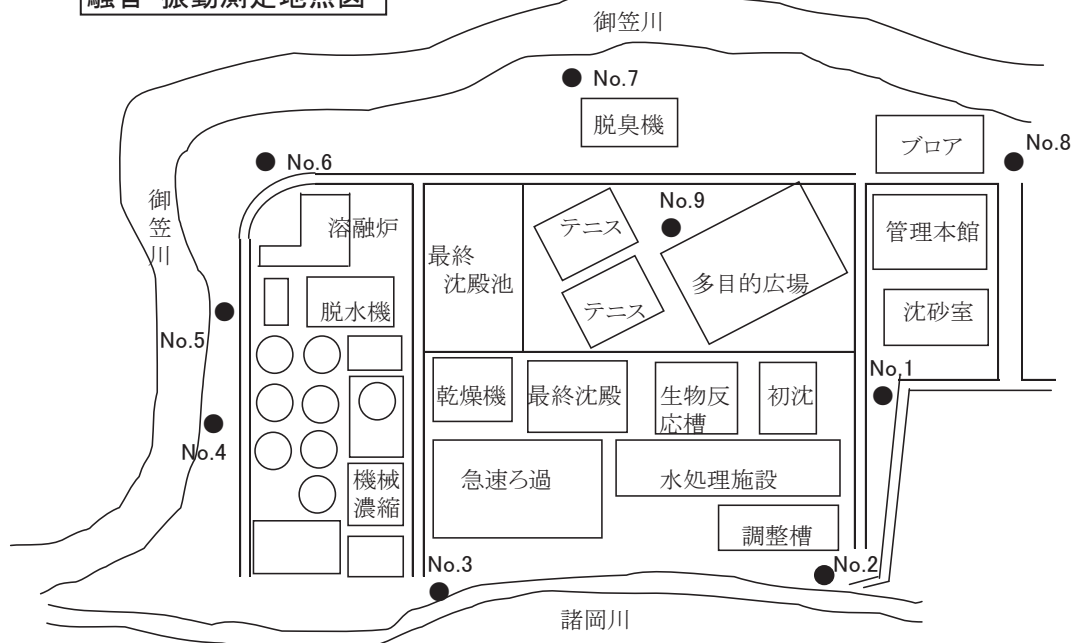 騒音・振動測定地点図
御笠川
No.7
脱臭機
ブロア
No.8
No.6
御
笠
川
溶融炉
最終
沈殿池
テニス
No.9
多目的広場
管理本館
テニス
沈砂室
脱水機
No.5
No.1
乾燥機
最終沈殿
生物反
応槽
初沈
No.4
機械
濃縮
急速ろ過
水処理施設
調整槽
No.3
No.2
諸岡川